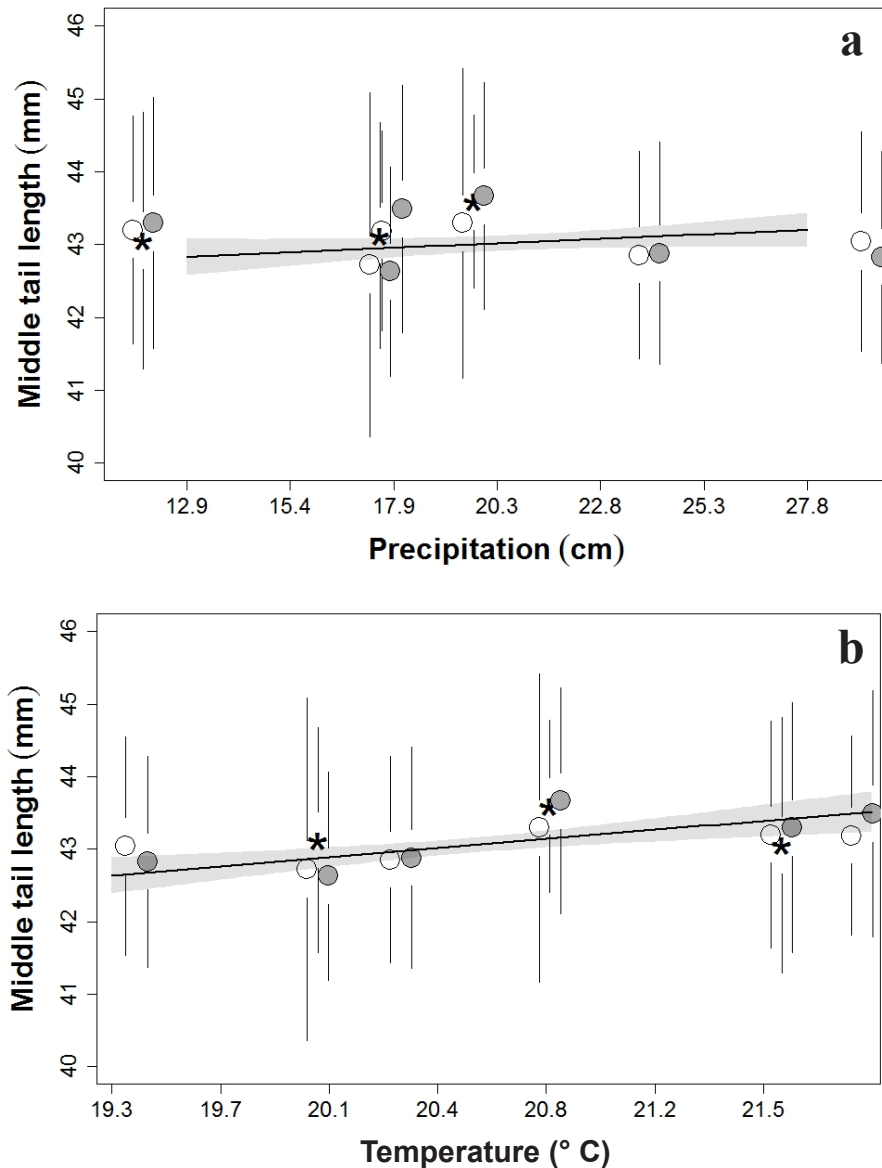 a
Middle tail length (mm)
46
45
44
43
42
41
40
12.9 15.4 17.9 20.3 22.8 25.3 27.8
Precipitation (cm)
b
Middle tail length (mm)
46
45
44
43
42
41
40
19.3 19.7 20.1 20.4 20.8 21.2 21.5
Temperature (° C)